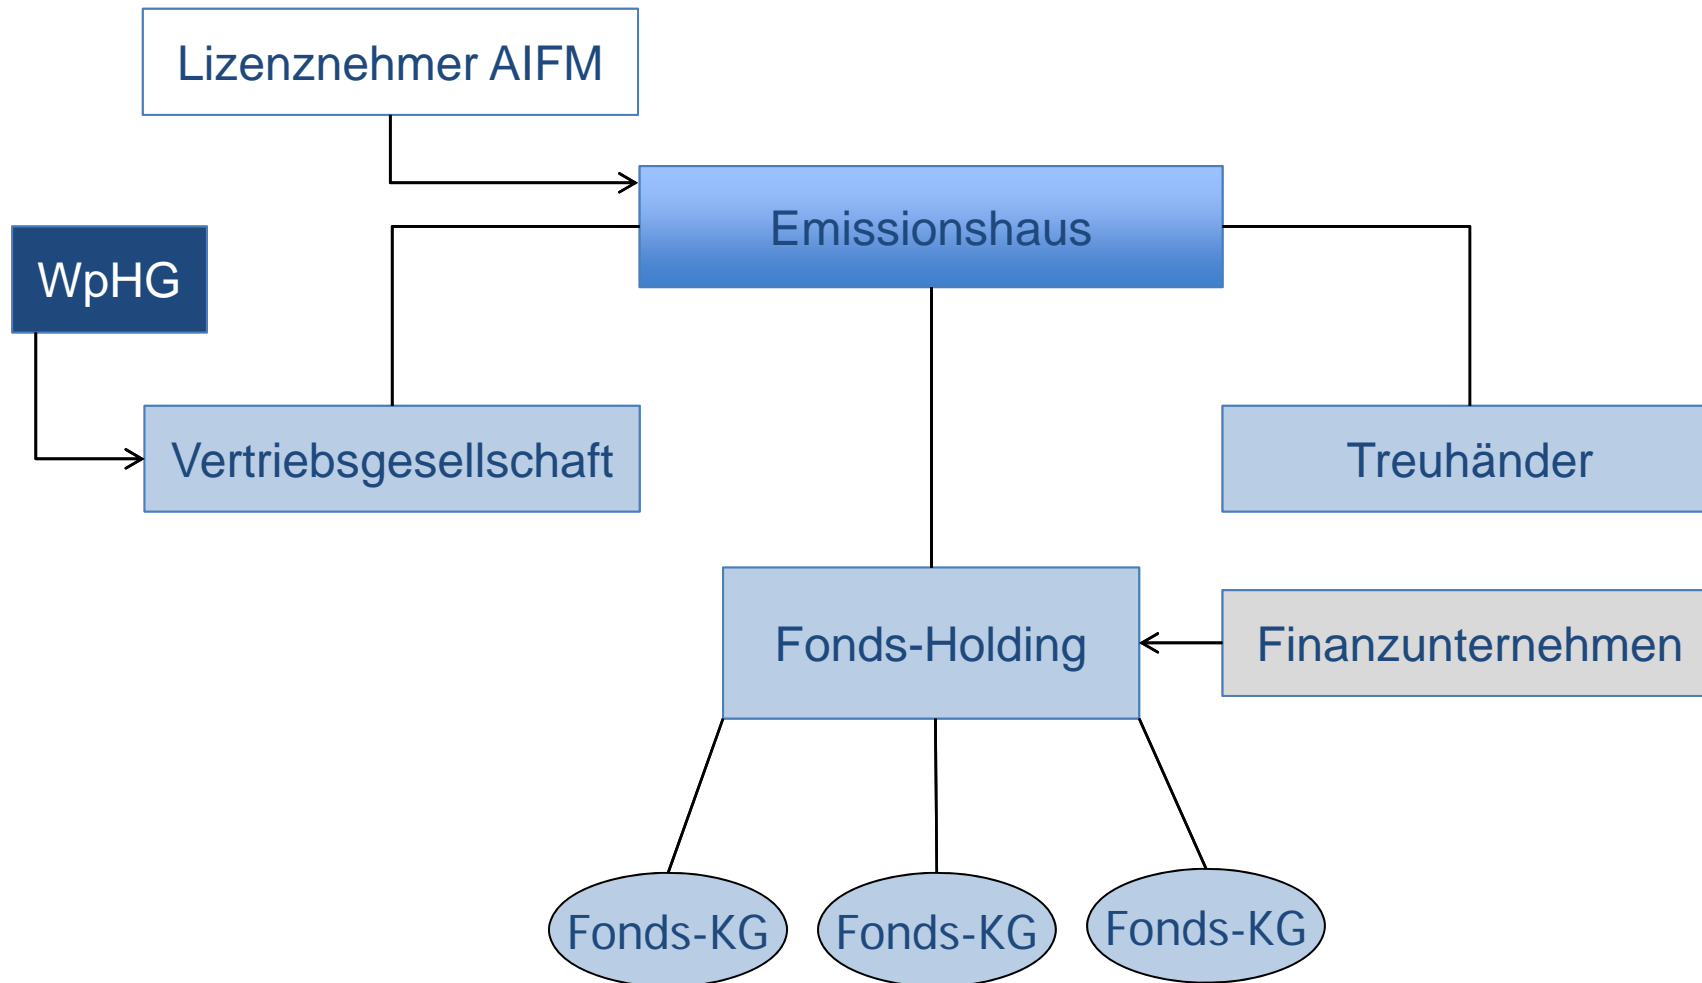 Lizenznehmer AIFM
Emissionshaus
WpHG
Vertriebsgesellschaft
Treuhänder
Fonds-Holding
Finanzunternehmen
Fonds-KG
Fonds-KG
Fonds-KG